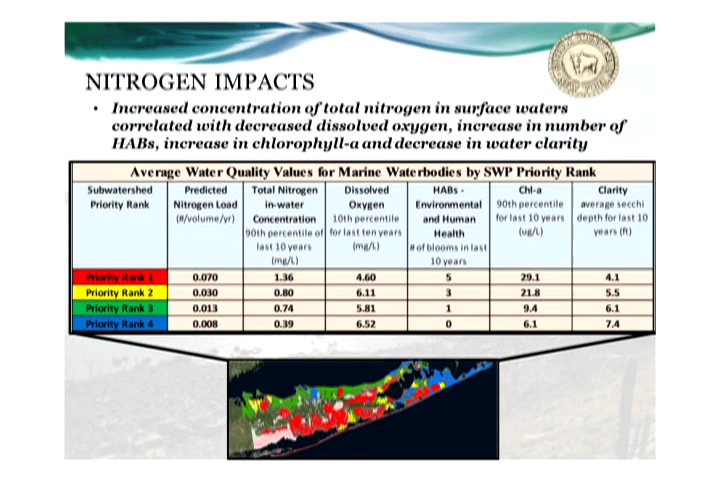 NITROGEN IMPACTS
• Increased concentration of total nitrogen in surface waters
correlated with decreased dissolved oxygen, increase in number of
HABs, increase in chlorophyll-a and decrease in water clarity
Average Water Quality Values for Marine Waterbodies by SWP Priority Rank
Subwatershed Priority Rank
Predicted Nitrogen Load (#/volume/yr)
Total Nitrogen in-water Concentration 90th percentile of last 10 years (mg/L)
Dissolved Oxygen 10th percentile for last ten years (mg/L)
HABs - Environmental and Human Health # of blooms in last 10 years
Chl-a 90th percentile for last 10 years (ug/L)
Clarity average secchi depth for last 10 years (ft)
Priority Rank 1 0.070 1.36 4.60 5 29.1 4.1
Priority Rank 2 0.030 0.80 6.11 3 21.8 5.5
Priority Rank 3 0.013 0.74 5.81 1 9.4 6.1
Priority Rank 4 0.008 0.39 6.52 0 6.1 7.4